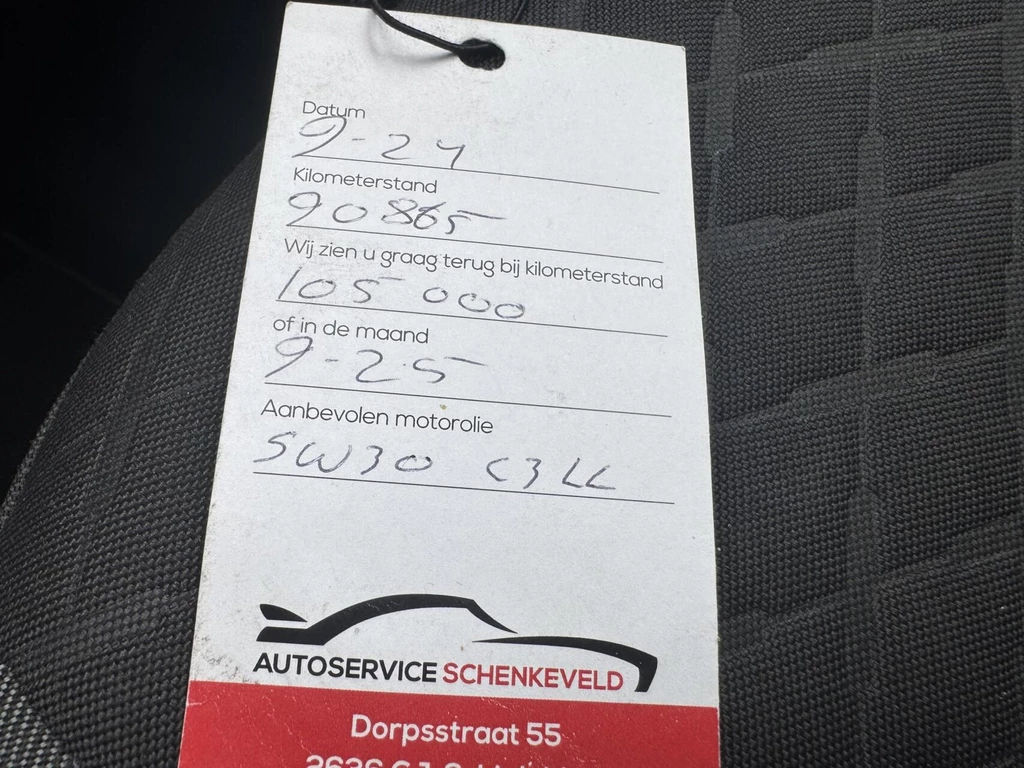 Datum
9-24
Kilometerstand
90865
Wij zien u graag terug bij kilometerstand
105 000
of in de maand
9-25
Aanbevolen motorolie
5W30 C3 LL
AUTOSERVICE SCHENKEVELD
Dorpsstraat 55